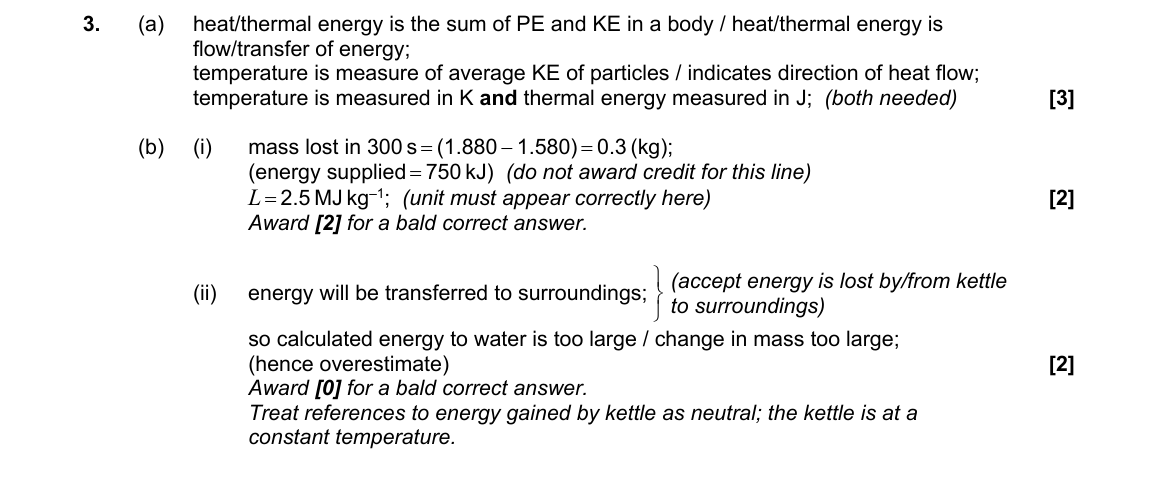 3. (a) heat/thermal energy is the sum of PE and KE in a body / heat/thermal energy is
flow/transfer of energy;
temperature is measure of average KE of particles / indicates direction of heat flow;
temperature is measured in K and thermal energy measured in J; (both needed) [3]
(b) (i) mass lost in 300 s = (1.880 – 1.580) = 0.3 (kg);
(energy supplied = 750 kJ) (do not award credit for this line)
L = 2.5 MJ kg⁻¹; (unit must appear correctly here) [2]
Award [2] for a bald correct answer.
(ii) energy will be transferred to surroundings; } (accept energy is lost by/from kettle
to surroundings)
so calculated energy to water is too large / change in mass too large;
(hence overestimate) [2]
Award [0] for a bald correct answer.
Treat references to energy gained by kettle as neutral; the kettle is at a
constant temperature.